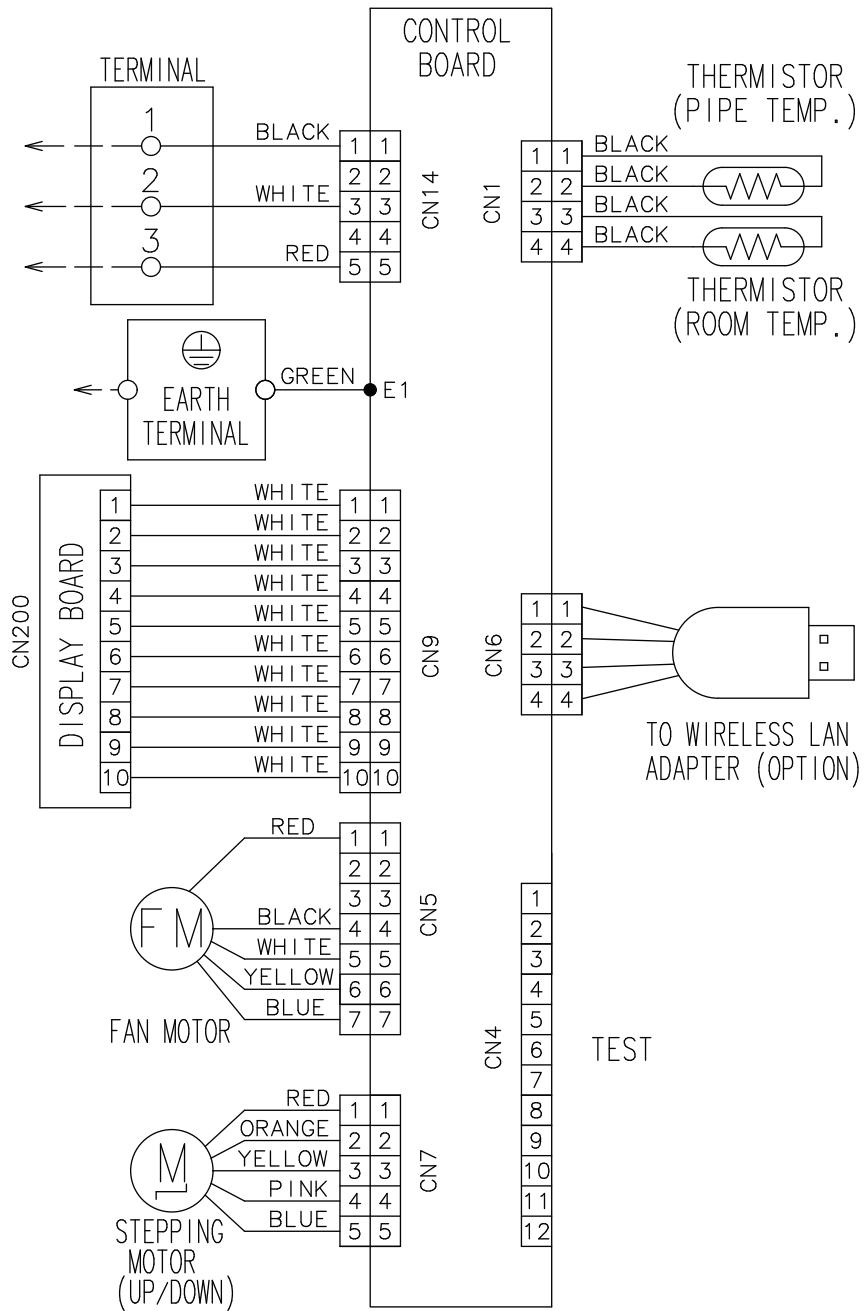 CONTROL
BOARD
TERMINAL
1
BLACK
2
WHITE
3
RED
1 1
2 2
3 3
4 4
5 5
CN14
CN1
1 1
2 2
3 3
4 4
BLACK
BLACK
BLACK
BLACK
THERMISTOR
(PIPE TEMP.)
THERMISTOR
(ROOM TEMP.)
EARTH
TERMINAL
GREEN
E1
CN200
DISPLAY BOARD
1 WHITE 1 1
2 WHITE 2 2
3 WHITE 3 3
4 WHITE 4 4
5 WHITE 5 5
6 WHITE 6 6
7 WHITE 7 7
8 WHITE 8 8
9 WHITE 9 9
10 WHITE 10 10
CN9
CN6
1 1
2 2
3 3
4 4
TO WIRELESS LAN
ADAPTER (OPTION)
FM
FAN MOTOR
RED 1 1
2 2
3 3
BLACK 4 4
WHITE 5 5
YELLOW 6 6
BLUE 7 7
CN5
CN4
1
2
3
4
5
6
7
8
9
10
11
12
TEST
M
STEPPING
MOTOR
(UP/DOWN)
RED 1 1
ORANGE 2 2
YELLOW 3 3
PINK 4 4
BLUE 5 5
CN7